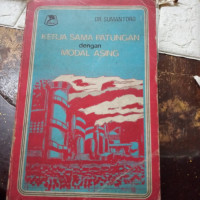 DR. SUMANTORO
KERJA SAMA PATUNGAN
dengan
MODAL ASING